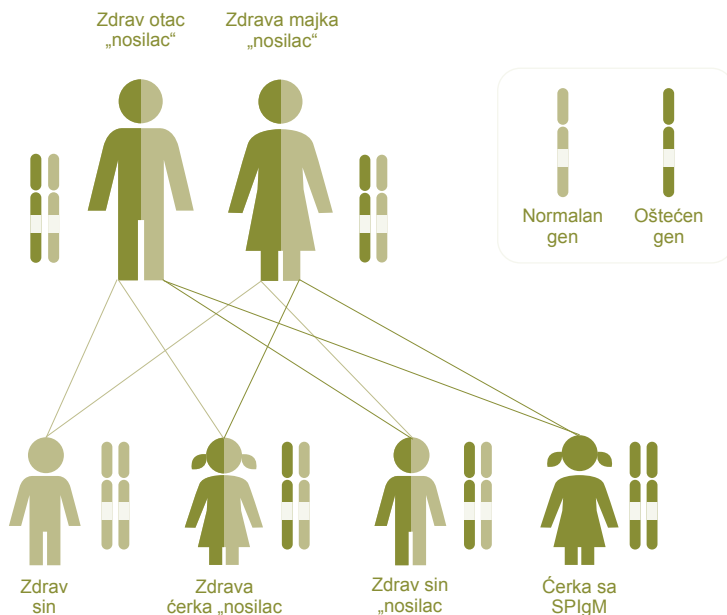 Zdrav otac
„nosilac“
Zdrava majka
„nosilac“
Normalan
gen
Oštećen
gen
Zdrav
sin
Zdrava
ćerka „nosilac
Zdrav sin
„nosilac
Ćerka sa
SPIgM